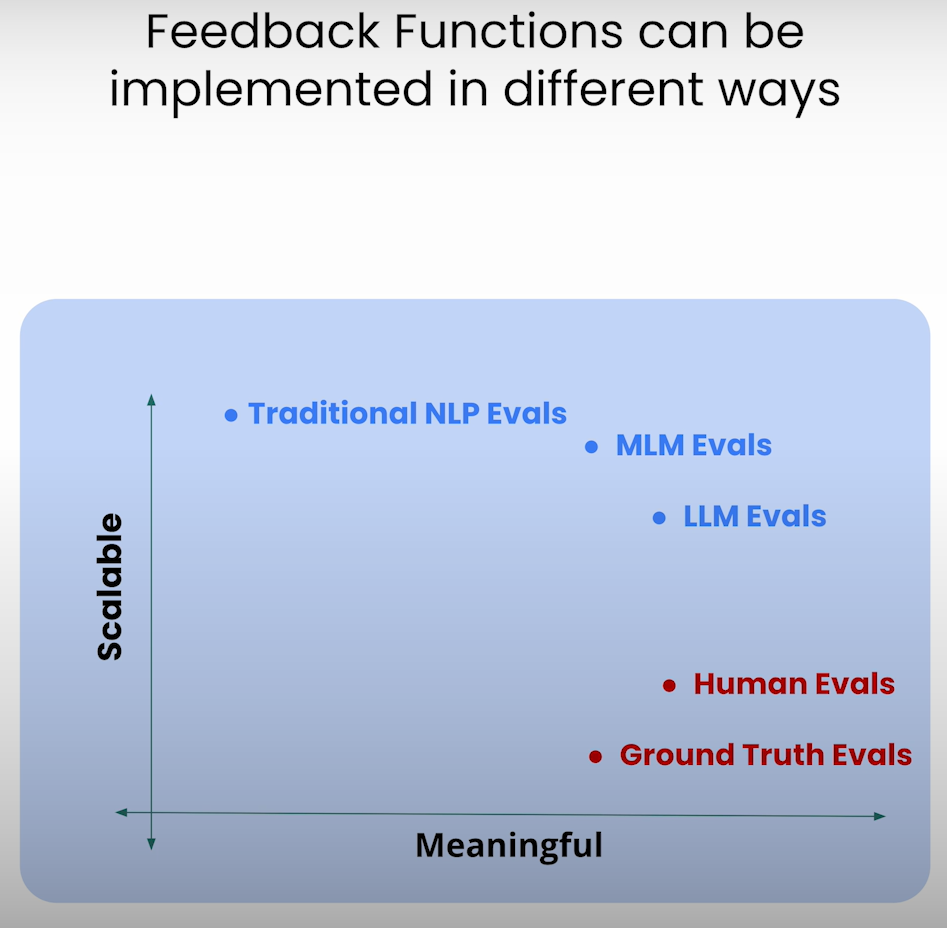 Feedback Functions can be
implemented in different ways
Traditional NLP Evals
MLM Evals
LLM Evals
Scalable
Human Evals
Ground Truth Evals
Meaningful